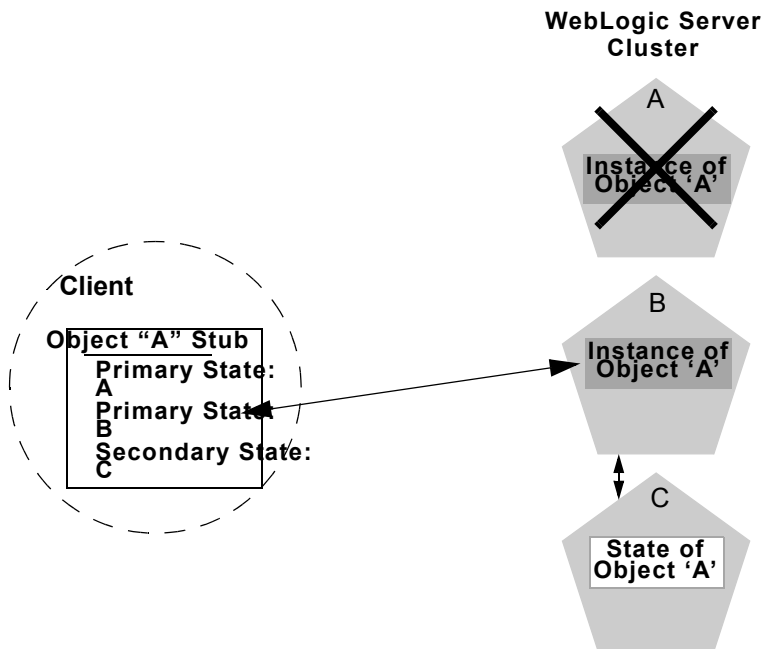 WebLogic Server
Cluster
A
Instance of
Object ‘A’
Client
Object “A” Stub
Primary State:
A
Primary State:
B
Secondary State:
C
B
Instance of
Object ‘A’
C
State of
Object ‘A’